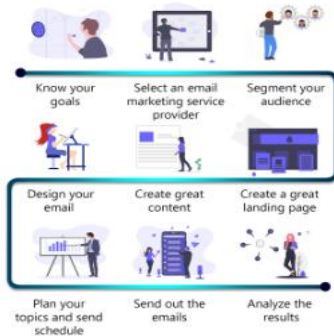 Know your
goals
Select an email
marketing service
provider
Segment your
audience
Design your
email
Create great
content
Create a great
landing page
Plan your
topics and send
schedule
Send out the
emails
Analyze the
results